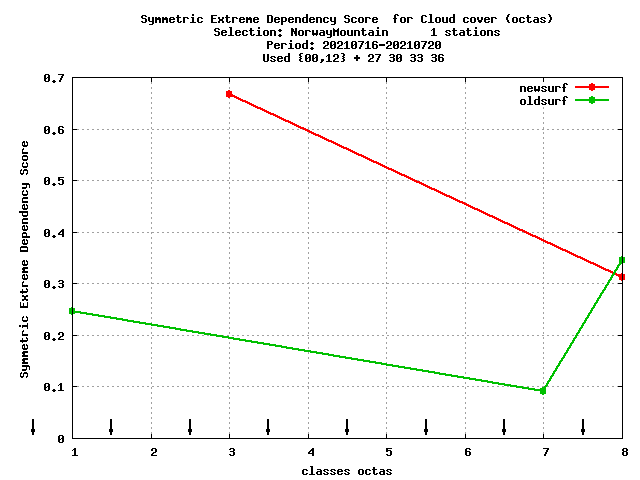 Symmetric Extreme Dependency Score  for Cloud cover (octas)
Selection: NorwayMountain      1 stations
Period: 20210716-20210720
Used {00,12} + 27 30 33 36
newsurf
oldsurf
Symmetric Extreme Dependency Score
0.7
0.6
0.5
0.4
0.3
0.2
0.1
0
1 2 3 4 5 6 7 8
classes octas